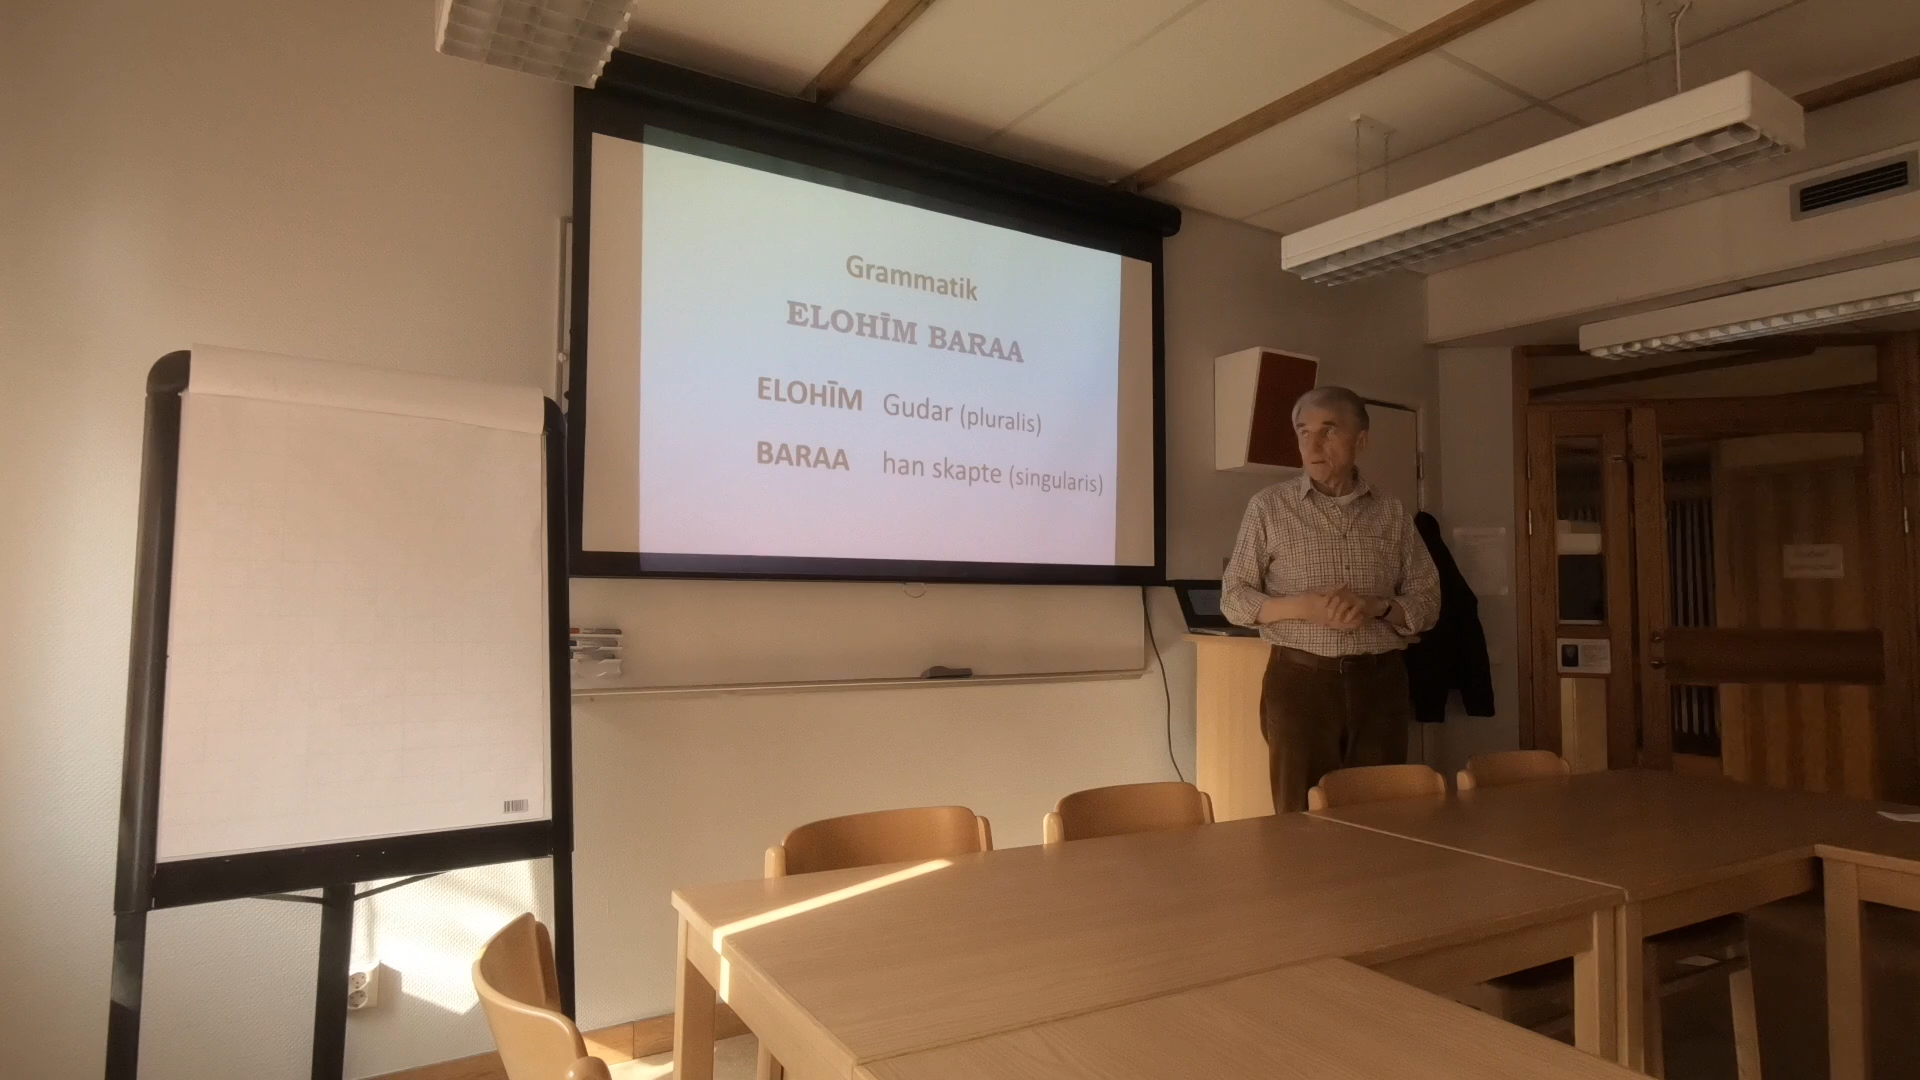 Grammatik
ELOHĪM BARAA
ELOHĪM Gudar (pluralis)
BARAA han skapte (singularis)